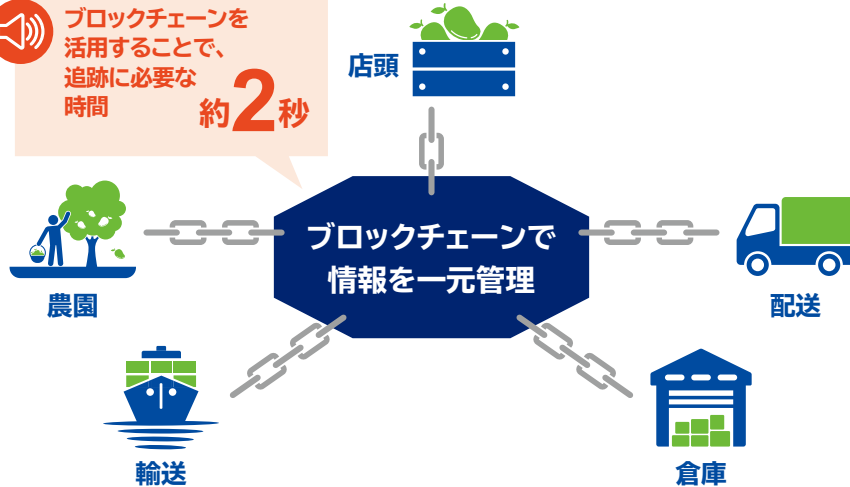 ブロックチェーンを
活用することで、
追跡に必要な
時間
約2秒
店頭
ブロックチェーンで
情報を一元管理
農園
配送
輸送
倉庫